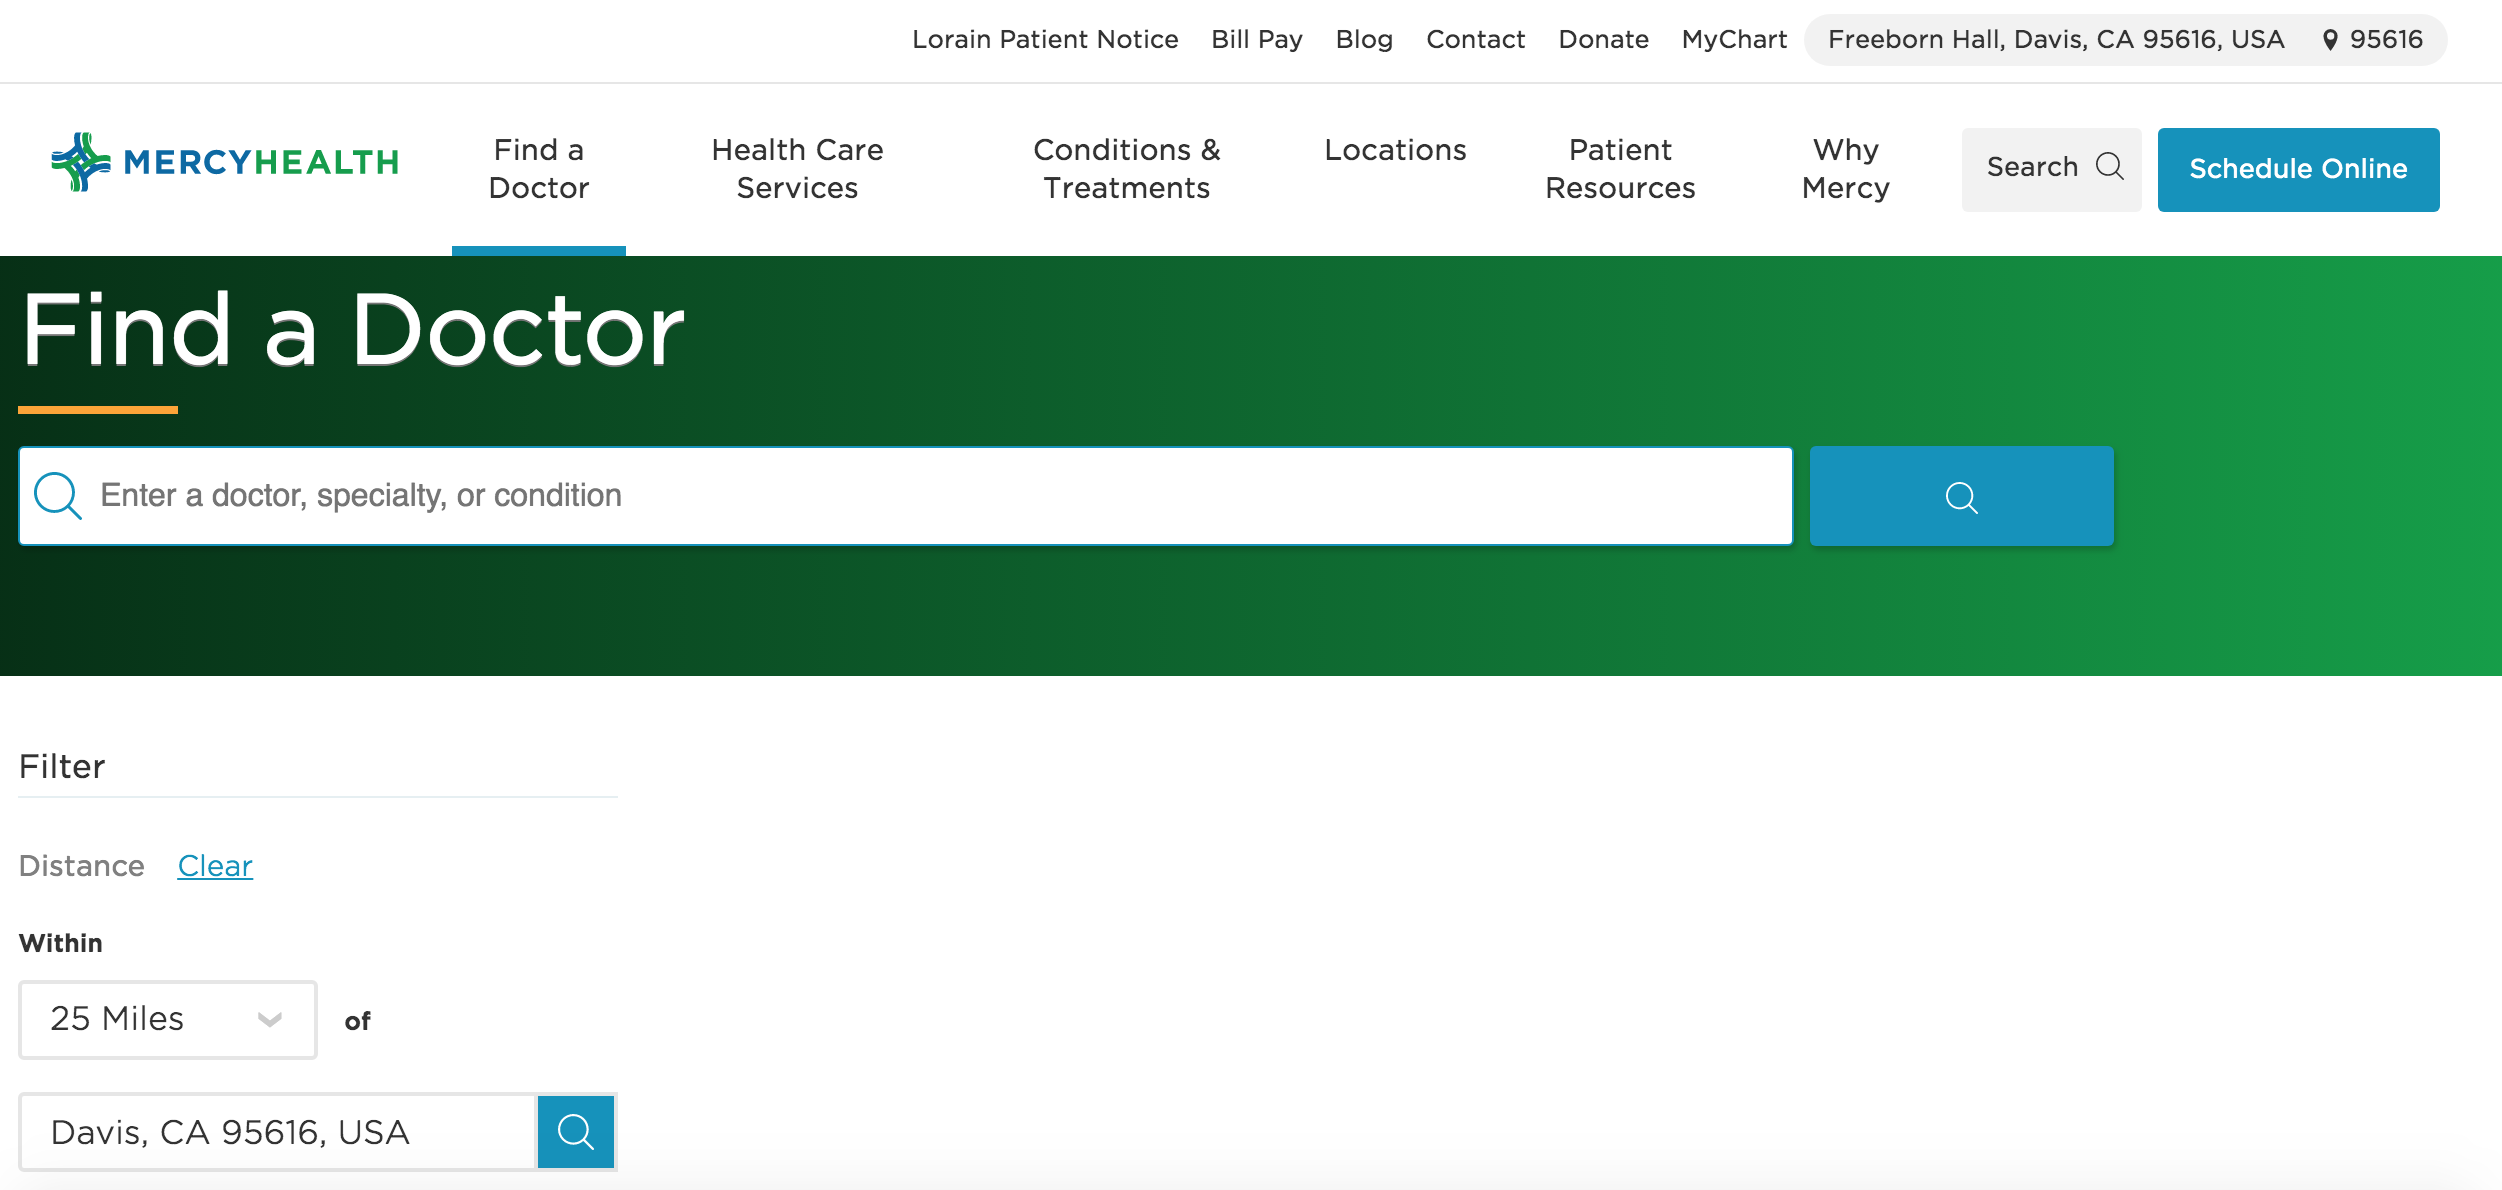 Lorain Patient Notice Bill Pay Blog Contact Donate MyChart Freeborn Hall, Davis, CA 95616, USA 95616
MERCYHEALTH
Find a
Doctor
Health Care
Services
Conditions &
Treatments
Locations
Patient
Resources
Why
Mercy
Search
Schedule Online
Find a Doctor
Enter a doctor, specialty, or condition
Filter
Distance Clear
Within
25 Miles of
Davis, CA 95616, USA